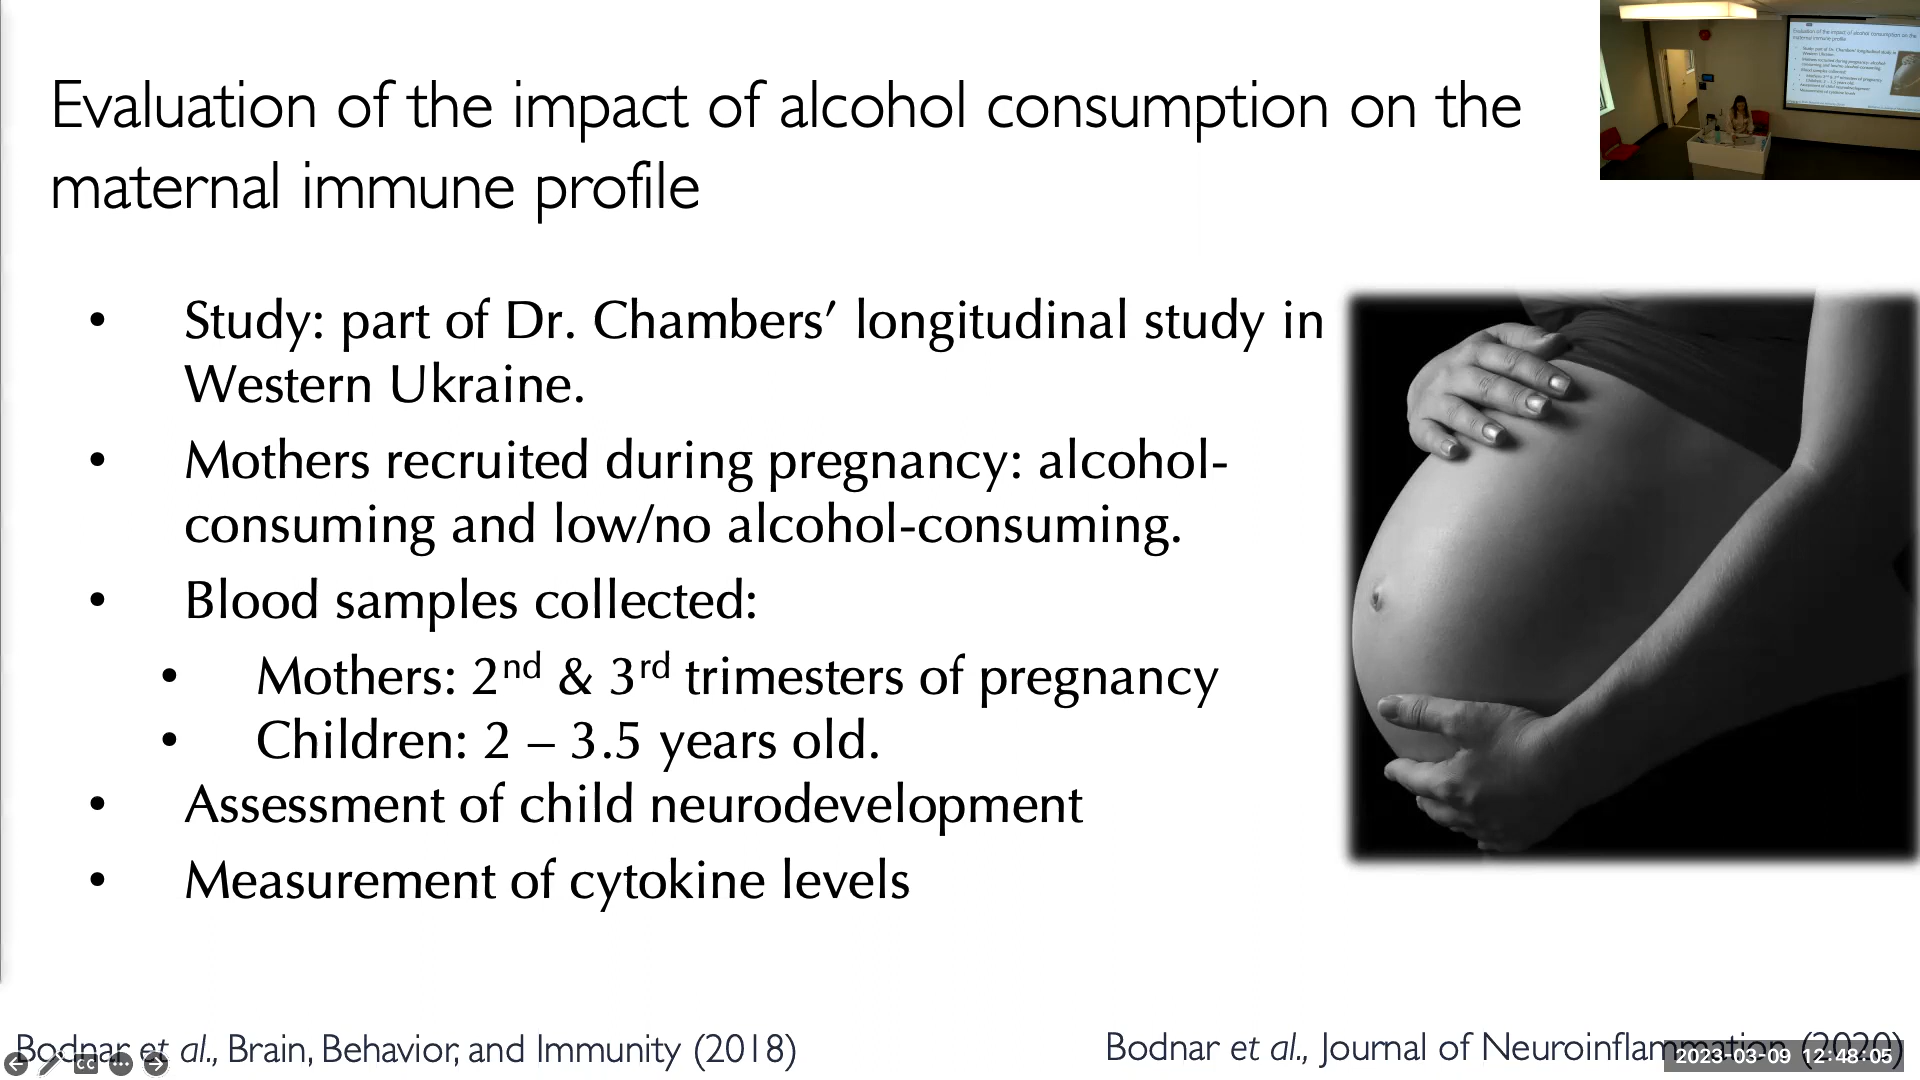 Evaluation of the impact of alcohol consumption on the
maternal immune profile
• Study: part of Dr. Chambers’ longitudinal study in
Western Ukraine.
• Mothers recruited during pregnancy: alcohol-
consuming and low/no alcohol-consuming.
• Blood samples collected:
• Mothers: 2nd & 3rd trimesters of pregnancy
• Children: 2 – 3.5 years old.
• Assessment of child neurodevelopment
• Measurement of cytokine levels
Bodnar et al., Brain, Behavior, and Immunity (2018)
Bodnar et al., Journal of Neuroinflammation (2020)
CC
2023-03-09 12:48:05